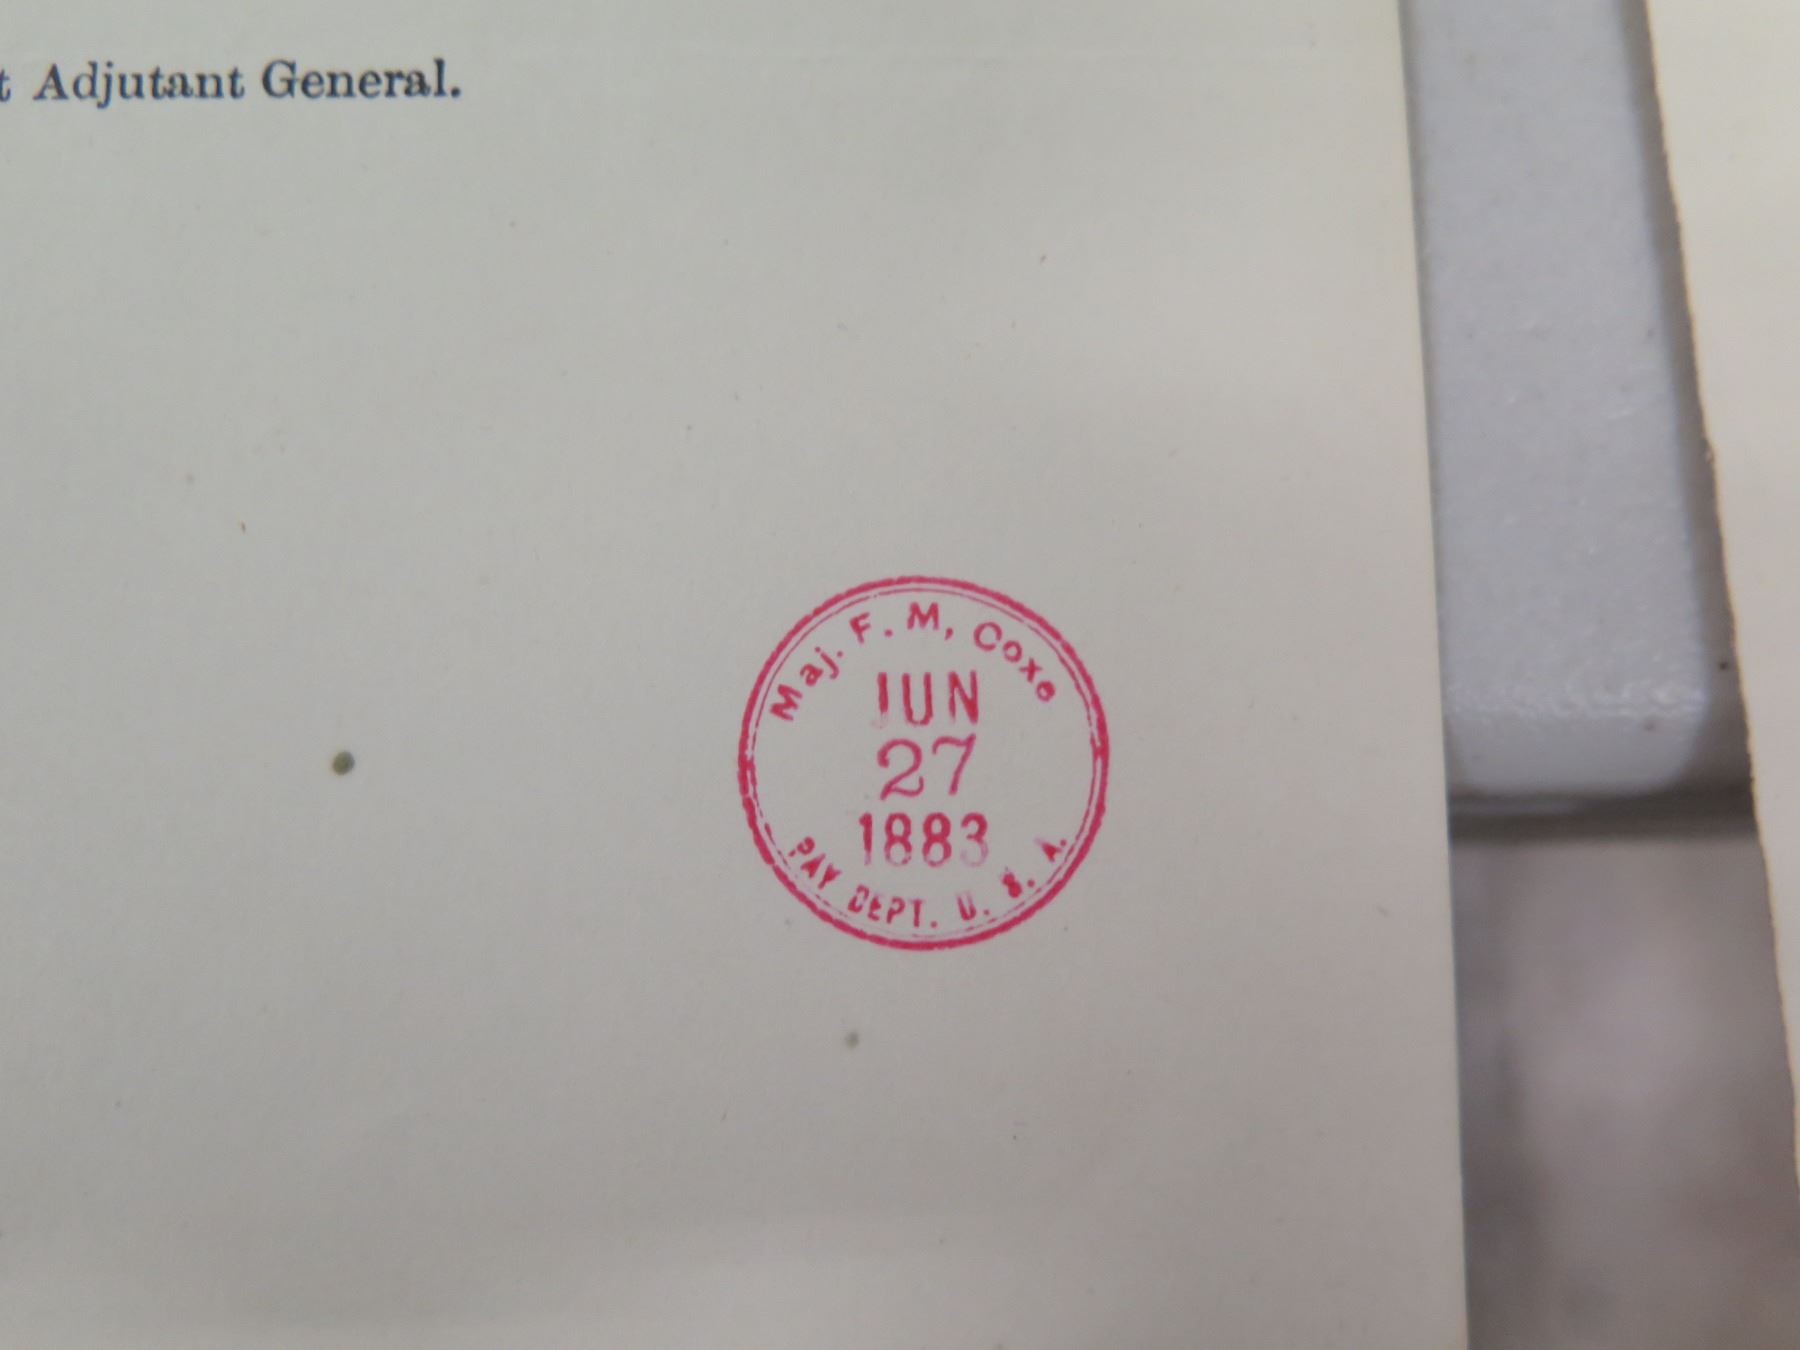 t Adjutant General.
Maj. F. M, Coxe
JUN
27
1883
PAY DEPT. U. S. A.